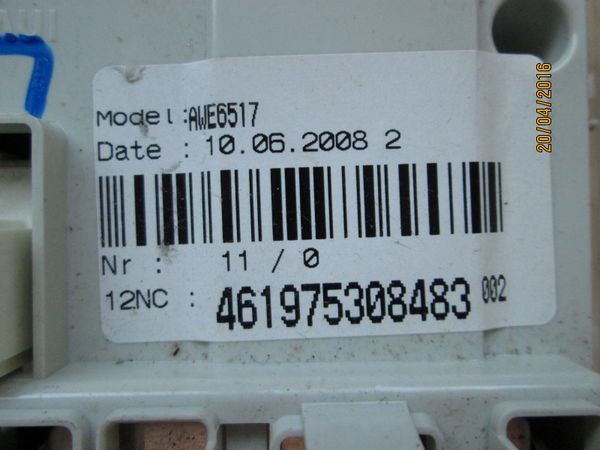 Model:AWE6517
Date : 10.06.2008 2
Nr : 11 / 0
12NC : 461975308483 002
20/04/2016